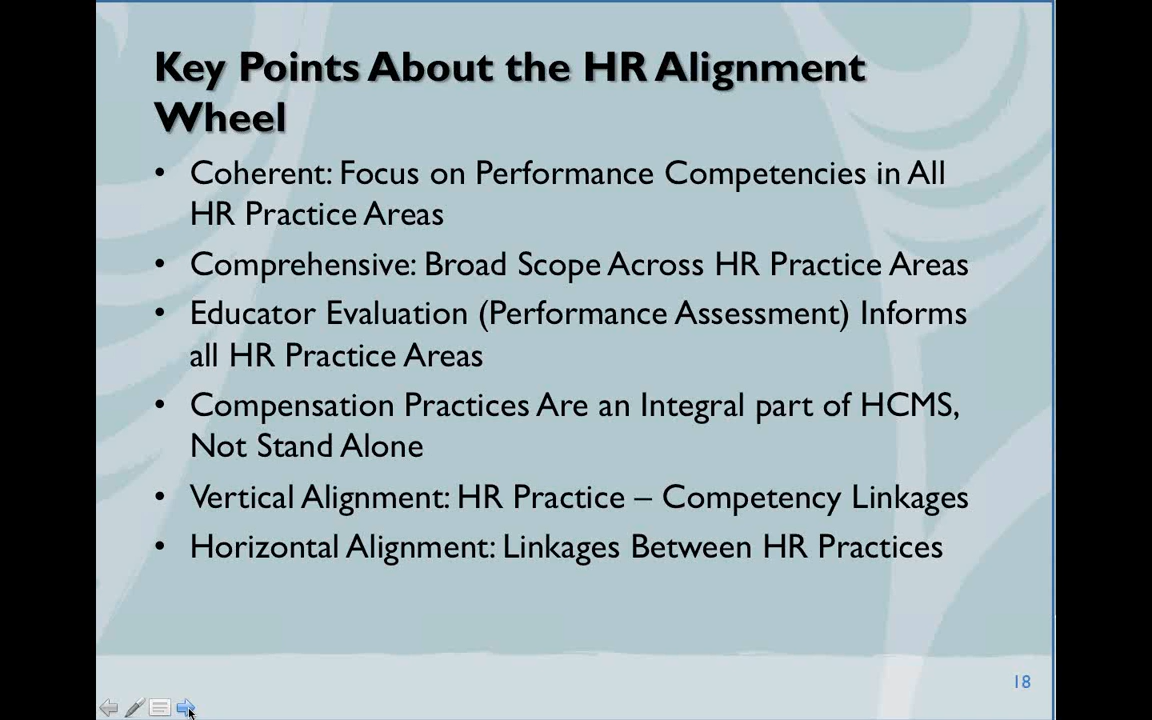 Key Points About the HR Alignment
Wheel
• Coherent: Focus on Performance Competencies in All
HR Practice Areas
• Comprehensive: Broad Scope Across HR Practice Areas
• Educator Evaluation (Performance Assessment) Informs
all HR Practice Areas
• Compensation Practices Are an Integral part of HCMS,
Not Stand Alone
• Vertical Alignment: HR Practice – Competency Linkages
• Horizontal Alignment: Linkages Between HR Practices
18